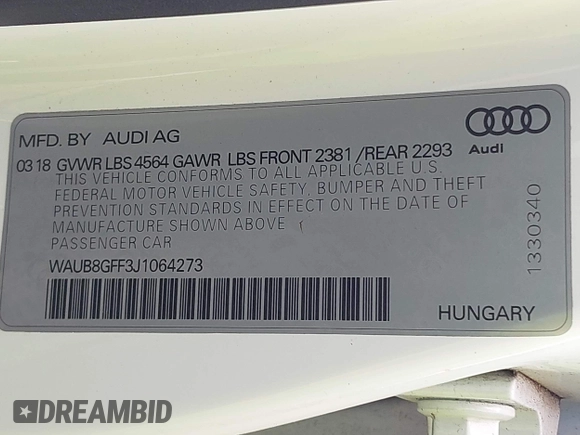 MFD. BY AUDI AG
03 18 GVWR LBS 4564 GAWR LBS FRONT 2381 /REAR 2293
THIS VEHICLE CONFORMS TO ALL APPLICABLE U.S.
FEDERAL MOTOR VEHICLE SAFETY, BUMPER AND THEFT
PREVENTION STANDARDS IN EFFECT ON THE DATE OF
MANUFACTURE SHOWN ABOVE
PASSENGER CAR
WAUB8GFF3J1064273
Audi
1330340
HUNGARY
DREAMBID